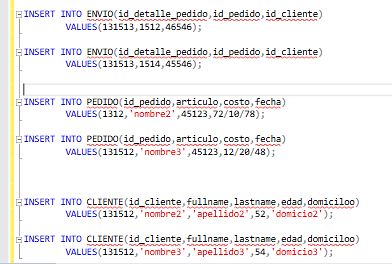 INSERT INTO ENVIO(id_detalle_pedido,id_pedido,id_cliente)
VALUES(131513,1512,46546);
INSERT INTO ENVIO(id_detalle_pedido,id_pedido,id_cliente)
VALUES(131513,1514,45546);
INSERT INTO PEDIDO(id_pedido,articulo,costo,fecha)
VALUES(1312,'nombre2',45123,72/10/78);
INSERT INTO PEDIDO(id_pedido,articulo,costo,fecha)
VALUES(131512,'nombre3',45123,12/20/48);
INSERT INTO CLIENTE(id_cliente,fullname,lastname,edad,domiciloo)
VALUES(131512,'nombre2','apellido2',52,'domicio2');
INSERT INTO CLIENTE(id_cliente,fullname,lastname,edad,domiciloo)
VALUES(131512,'nombre3','apellido3',54,'domicio3');